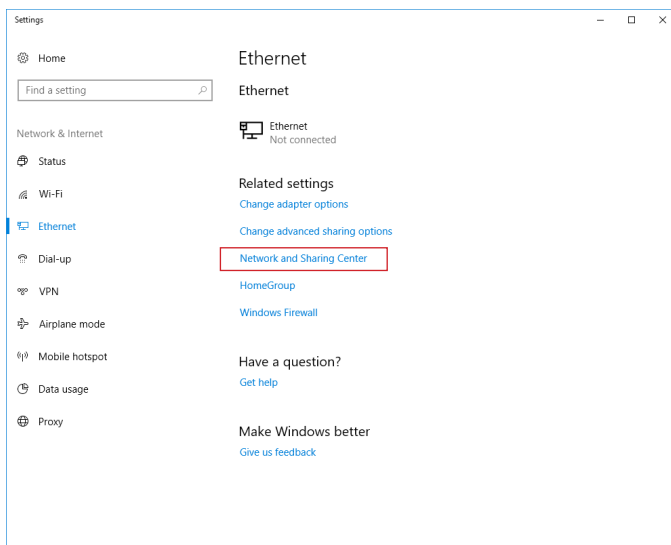 Settings
Home
Find a setting
Network & Internet
Status
Wi-Fi
Ethernet
Dial-up
VPN
Airplane mode
Mobile hotspot
Data usage
Proxy
Ethernet
Ethernet
Ethernet
Not connected
Related settings
Change adapter options
Change advanced sharing options
Network and Sharing Center
HomeGroup
Windows Firewall
Have a question?
Get help
Make Windows better
Give us feedback